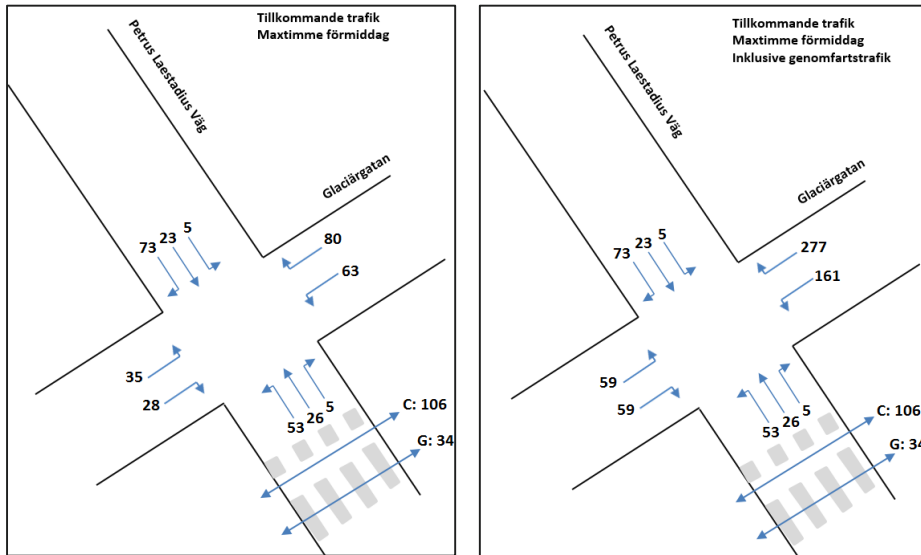 Tillkommande trafik
Maxtimme förmiddag
Petrus Laestadius Väg
Glaciärgatan
73 23 5
80
63
35
28
53 26 5
C: 106
G: 34
Tillkommande trafik
Maxtimme förmiddag
Inklusive genomfartstrafik
Petrus Laestadius Väg
Glaciärgatan
73 23 5
277
161
59
59
53 26 5
C: 106
G: 34